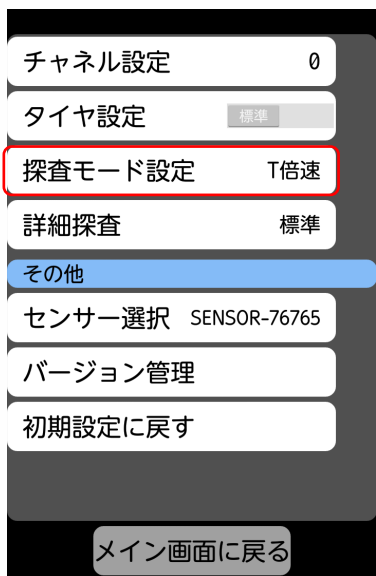 チャネル設定 0
タイヤ設定 標準
探査モード設定 T倍速
詳細探査 標準
その他
センサー選択 SENSOR-76765
バージョン管理
初期設定に戻す
メイン画面に戻る